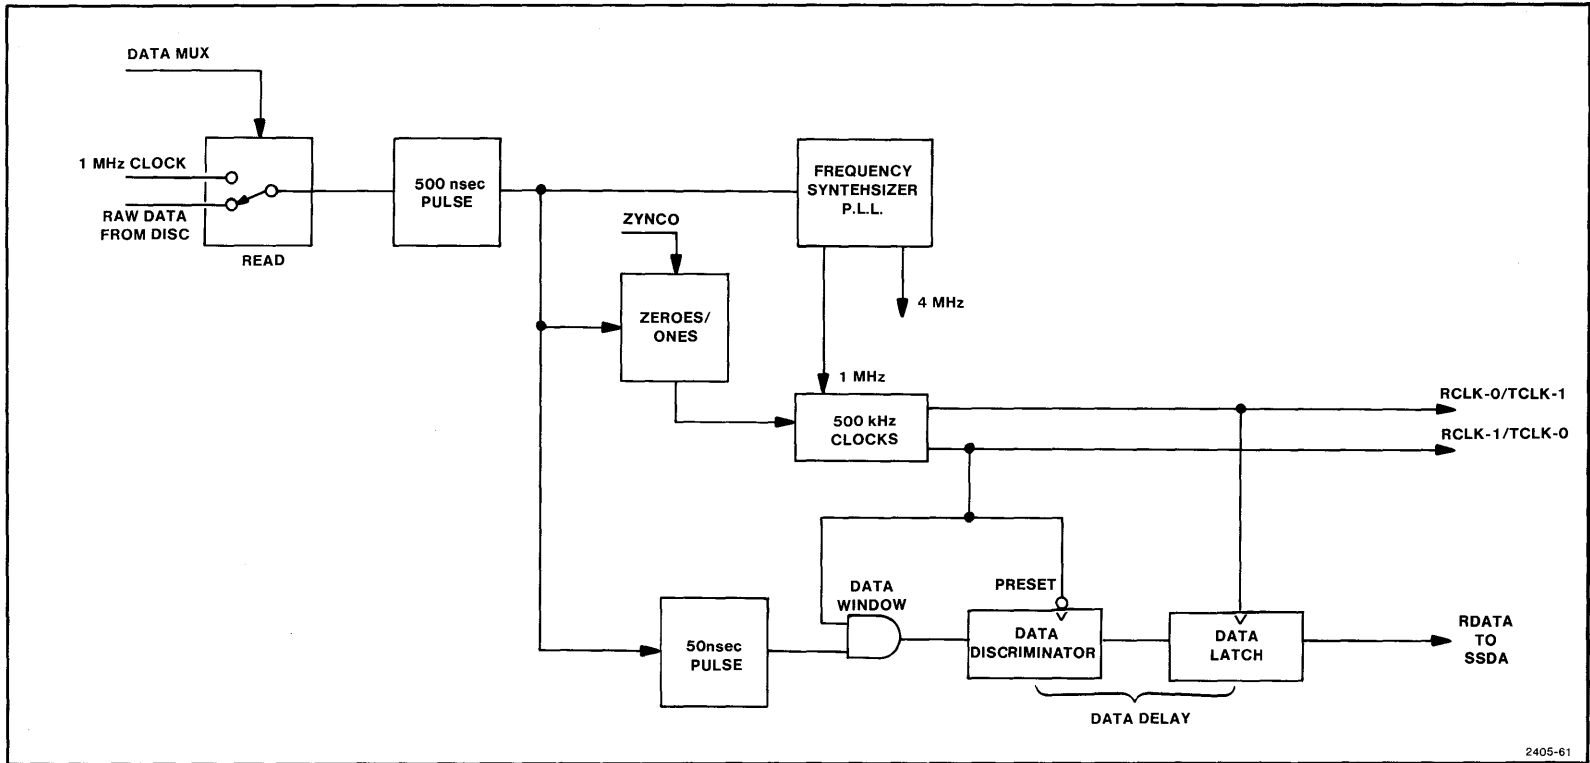 DATA MUX
1 MHz CLOCK
RAW DATA
FROM DISC
READ
500 nsec
PULSE
FREQUENCY
SYNTEHSIZER
P.L.L.
ZYNCO
4 MHz
ZEROES/
ONES
1 MHz
500 kHz
CLOCKS
RCLK-0/TCLK-1
RCLK-1/TCLK-0
50nsec
PULSE
DATA
WINDOW
PRESET
DATA
DISCRIMINATOR
DATA
LATCH
RDATA
TO
SSDA
DATA DELAY
2405-61